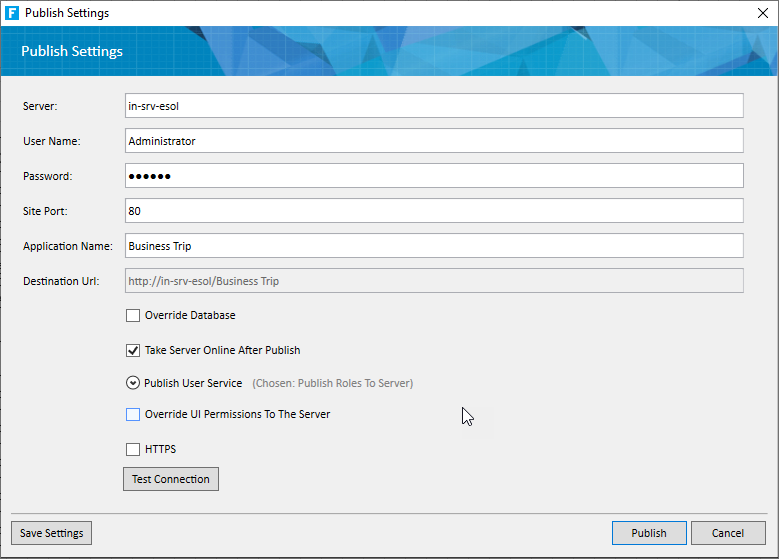 F Publish Settings
Publish Settings
Server: in-srv-esol
User Name: Administrator
Password: ●●●●●●
Site Port: 80
Application Name: Business Trip
Destination Url: http://in-srv-esol/Business Trip
Override Database
Take Server Online After Publish
Publish User Service (Chosen: Publish Roles To Server)
Override UI Permissions To The Server
HTTPS
Test Connection
Save Settings Publish Cancel